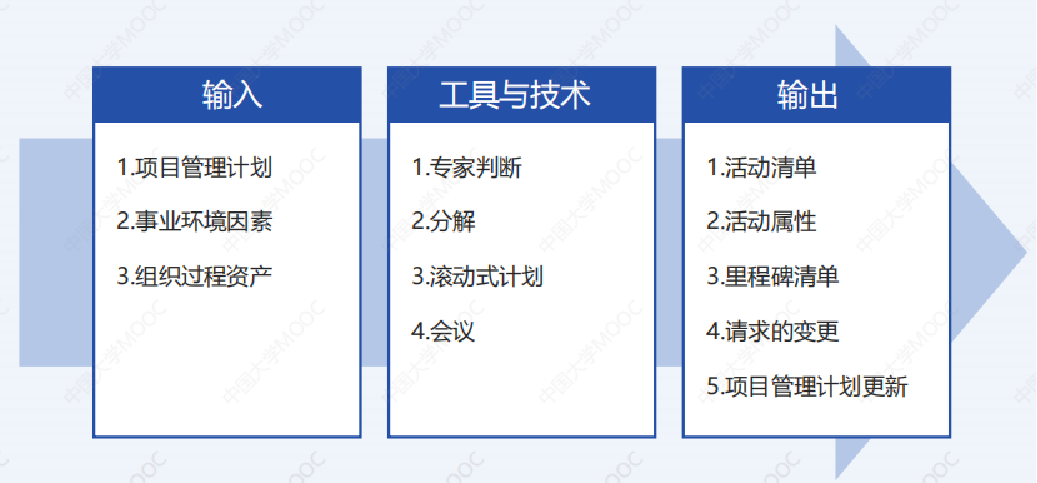 输入
1.项目管理计划
2.事业环境因素
3.组织过程资产
工具与技术
1.专家判断
2.分解
3.滚动式计划
4.会议
输出
1.活动清单
2.活动属性
3.里程碑清单
4.请求的变更
5.项目管理计划更新
中国大学MOOC